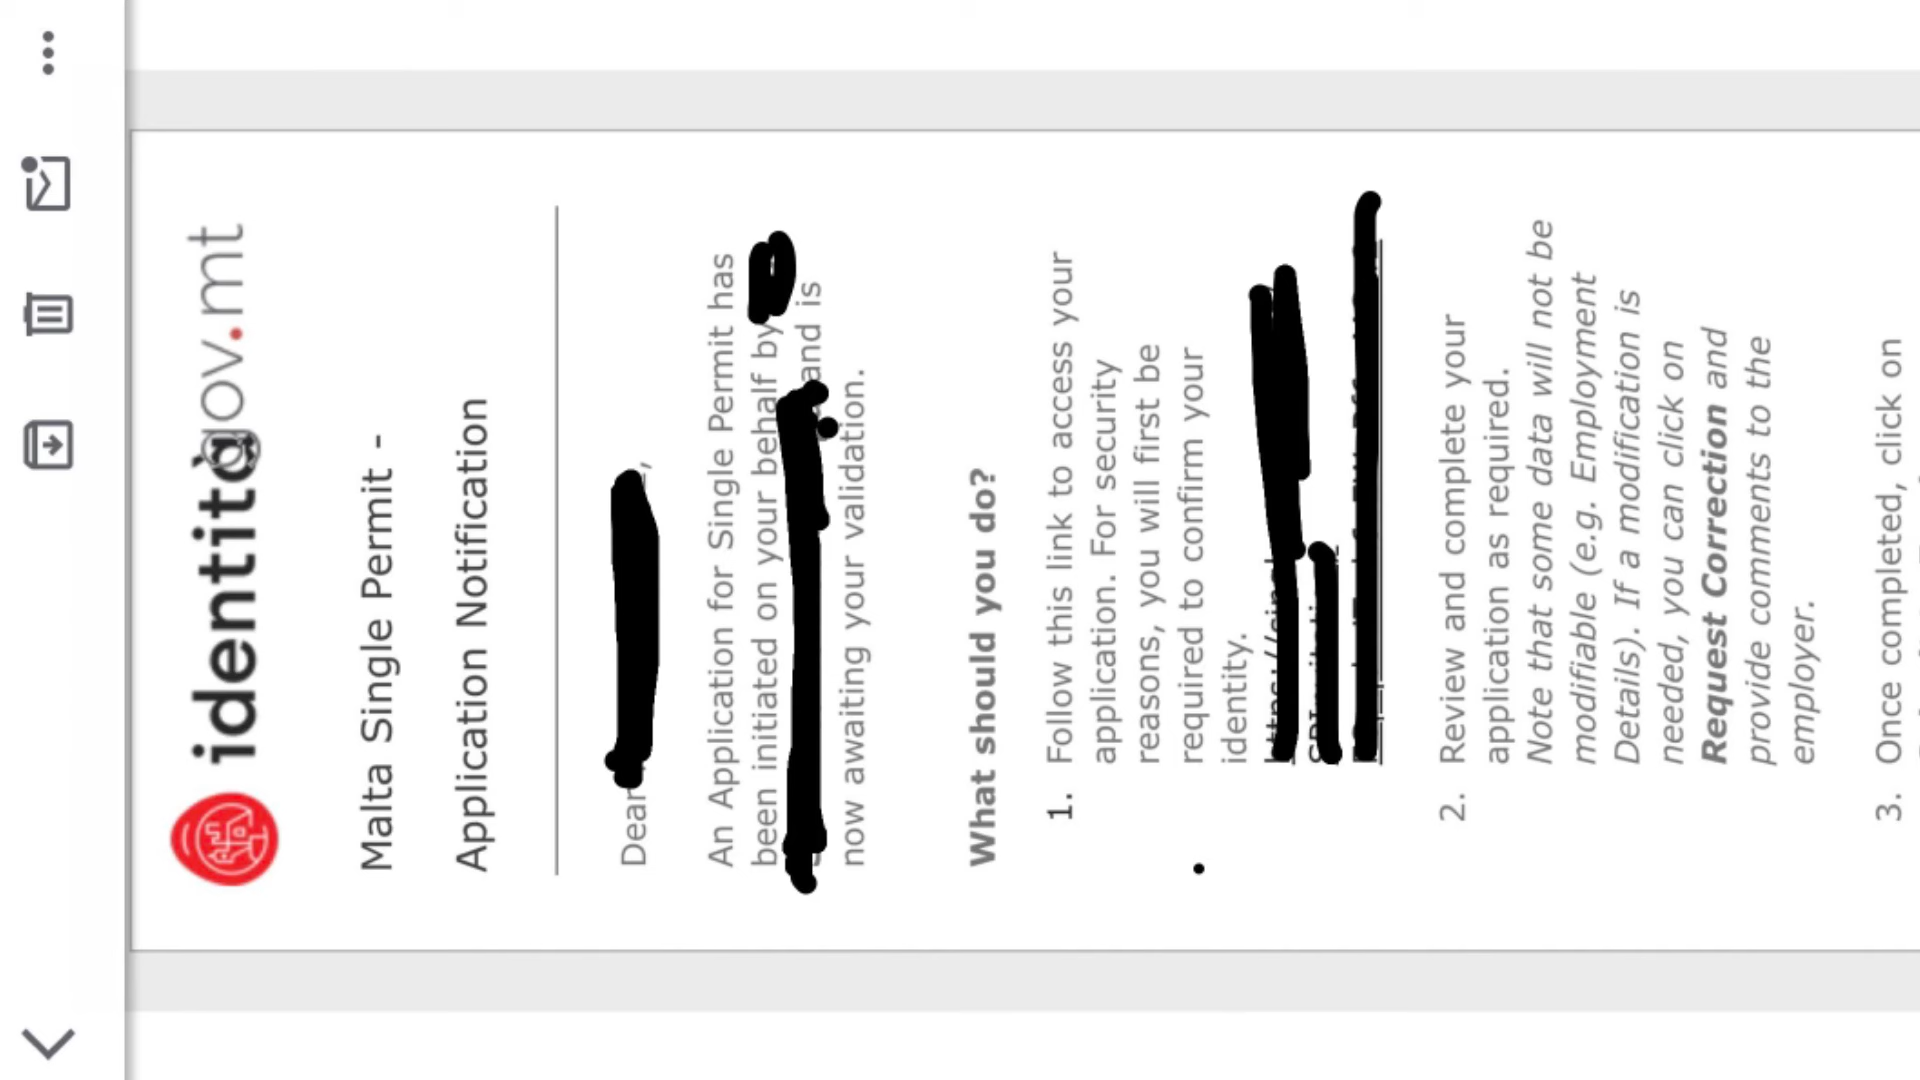 identità
gov.mt
Malta Single Permit -
Application Notification
Dear ,
An Application for Single Permit has
been initiated on your behalf by
and is
now awaiting your validation.
What should you do?
1. Follow this link to access your
application. For security
reasons, you will first be
required to confirm your
identity.
2. Review and complete your
application as required.
Note that some data will not be
modifiable (e.g. Employment
Details). If a modification is
needed, you can click on
Request Correction and
provide comments to the
employer.
3. Once completed, click on